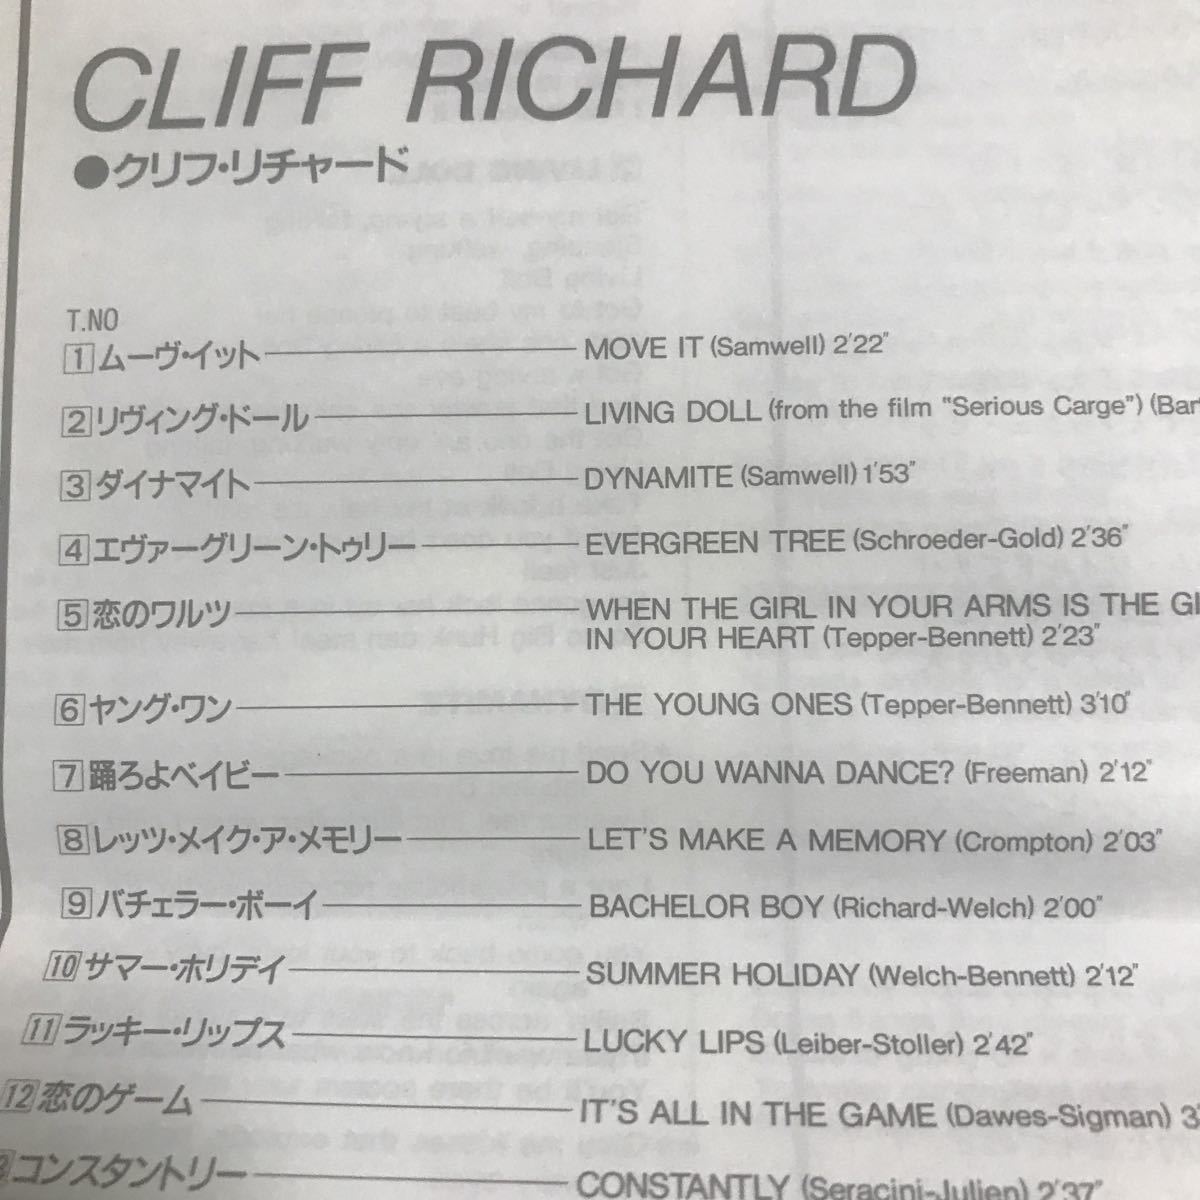 CLIFF RICHARD
●クリフ・リチャード
T.NO
1 ムーヴ・イット MOVE IT (Samwell) 2'22"
2 リヴィング・ドール LIVING DOLL (from the film "Serious Carge")
3 ダイナマイト DYNAMITE (Samwell) 1'53"
4 エヴァーグリーン・トゥリー EVERGREEN TREE (Schroeder-Gold) 2'36"
5 恋のワルツ WHEN THE GIRL IN YOUR ARMS IS THE
IN YOUR HEART (Tepper-Bennett) 2'23"
6 ヤング・ワン THE YOUNG ONES (Tepper-Bennett) 3'10"
7 踊ろよベイビー DO YOU WANNA DANCE? (Freeman) 2'12"
8 レッツ・メイク・ア・メモリー LET'S MAKE A MEMORY (Crompton) 2'03"
9 バチェラー・ボーイ BACHELOR BOY (Richard-Welch) 2'00"
10 サマー・ホリデイ SUMMER HOLIDAY (Welch-Bennett) 2'12"
11 ラッキー・リップス LUCKY LIPS (Leiber-Stoller) 2'42"
12 恋のゲーム IT'S ALL IN THE GAME (Dawes-Sigman)
コンスタントリー CONSTANTLY (Seracini-Julien) 2'37"